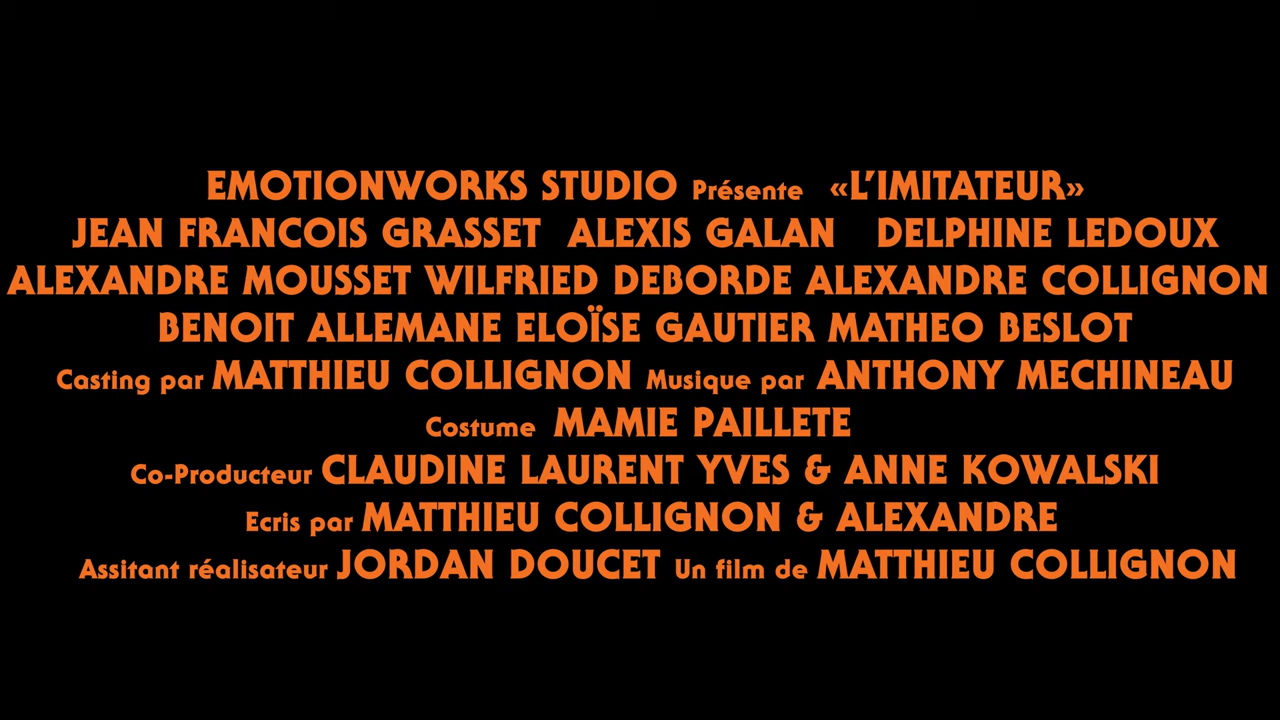 EMOTIONWORKS STUDIO Présente «L'IMITATEUR»
JEAN FRANCOIS GRASSET ALEXIS GALAN DELPHINE LEDOUX
ALEXANDRE MOUSSET WILFRIED DEBORDE ALEXANDRE COLLIGNON
BENOIT ALLEMANE ELOÏSE GAUTIER MATHEO BESLOT
Casting par MATTHIEU COLLIGNON Musique par ANTHONY MECHINEAU
Costume MAMIE PAILLETE
Co-Producteur CLAUDINE LAURENT YVES & ANNE KOWALSKI
Ecris par MATTHIEU COLLIGNON & ALEXANDRE
Assitant réalisateur JORDAN DOUCET Un film de MATTHIEU COLLIGNON